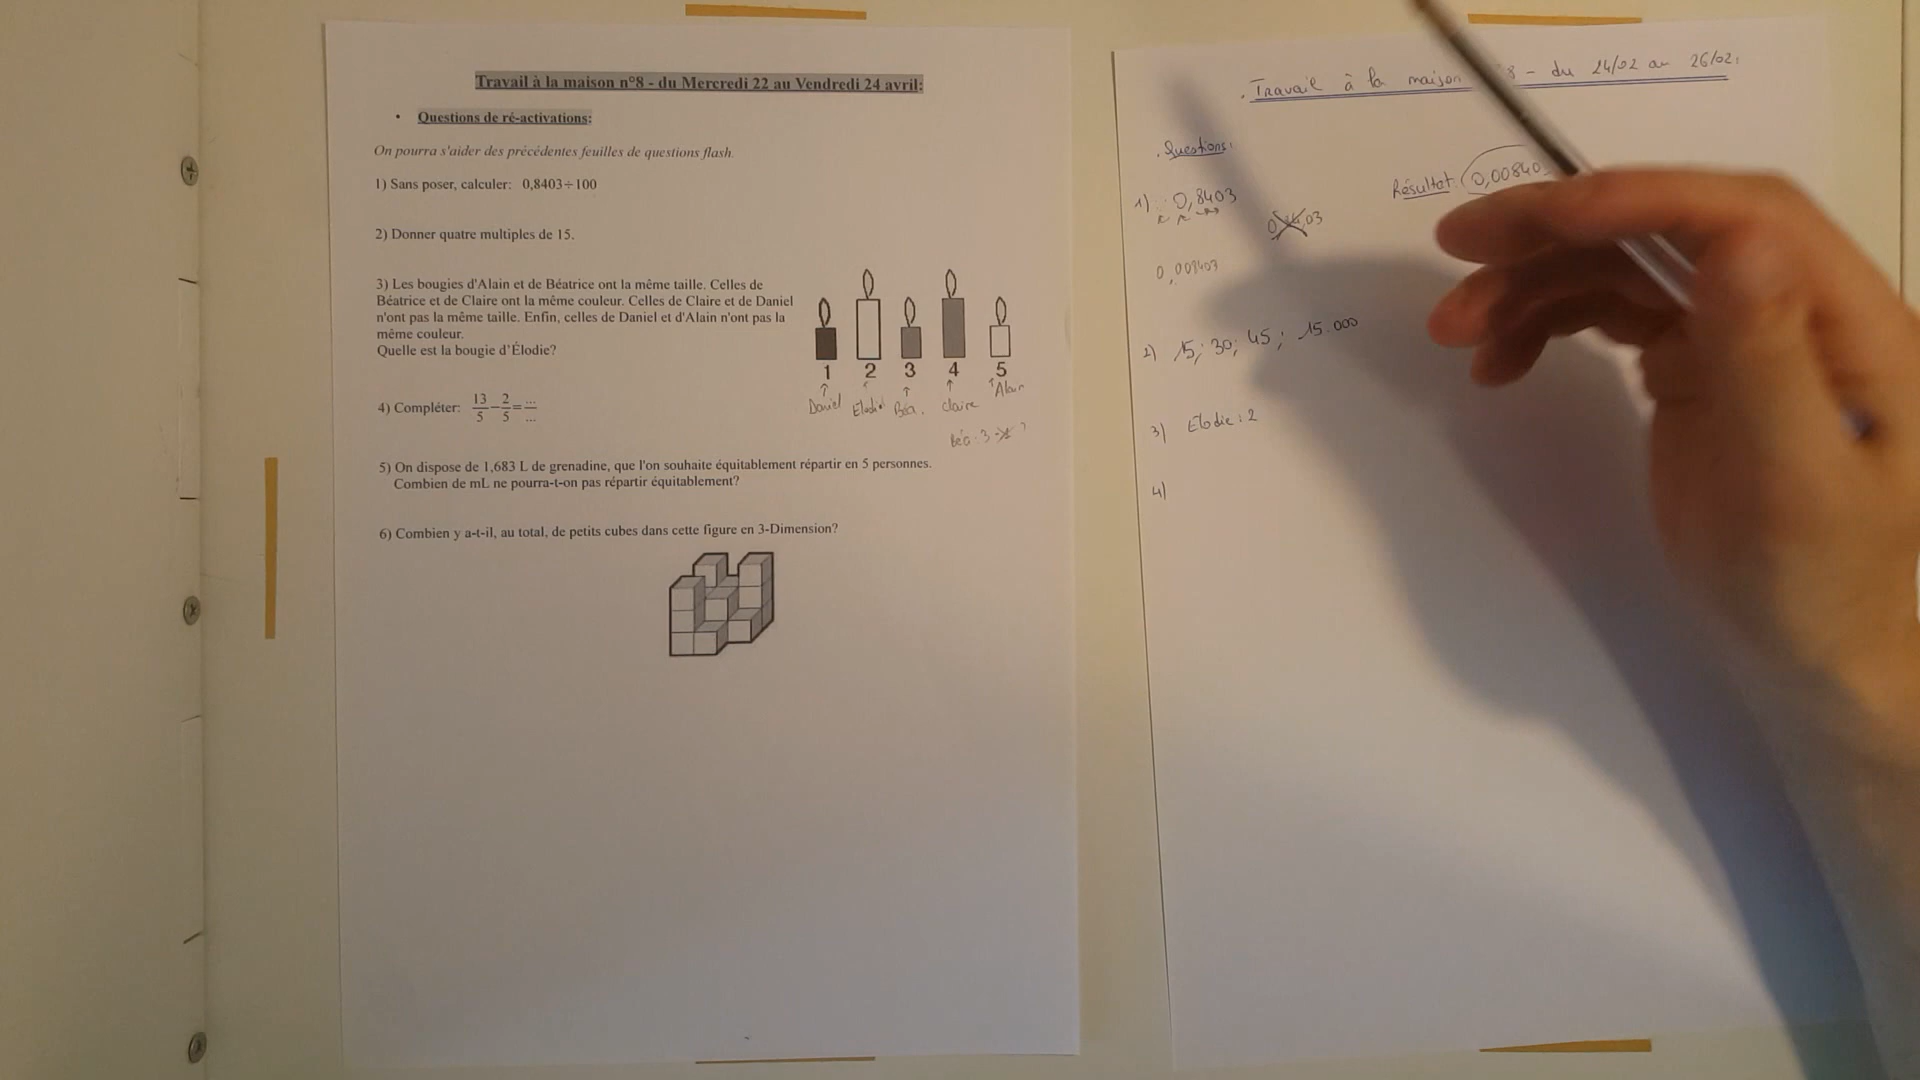 Travail à la maison n°8 - du Mercredi 22 au Vendredi 24 avril:
• Questions de ré-activations:
On pourra s'aider des précédentes feuilles de questions flash.
1) Sans poser, calculer: 0,8403÷100
2) Donner quatre multiples de 15.
3) Les bougies d'Alain et de Béatrice ont la même taille. Celles de
Béatrice et de Claire ont la même couleur. Celles de Claire et de Daniel
n'ont pas la même taille. Enfin, celles de Daniel et d'Alain n'ont pas la
même couleur.
Quelle est la bougie d'Élodie?
1 2 3 4 5
Daniel Elodie Béa. Claire Alain
Béa: 3
4) Compléter: 13/5 - 2/5 = .../...
5) On dispose de 1,683 L de grenadine, que l'on souhaite équitablement répartir en 5 personnes.
Combien de mL ne pourra-t-on pas répartir équitablement?
6) Combien y a-t-il, au total, de petits cubes dans cette figure en 3-Dimension?
Travail à la maison 8 - du 24/02 au 26/02:
Questions:
1) 0,8403
Résultat: 0,00840
0,008403
2) 15; 30; 45; 15.000
3) Elodie: 2
4)